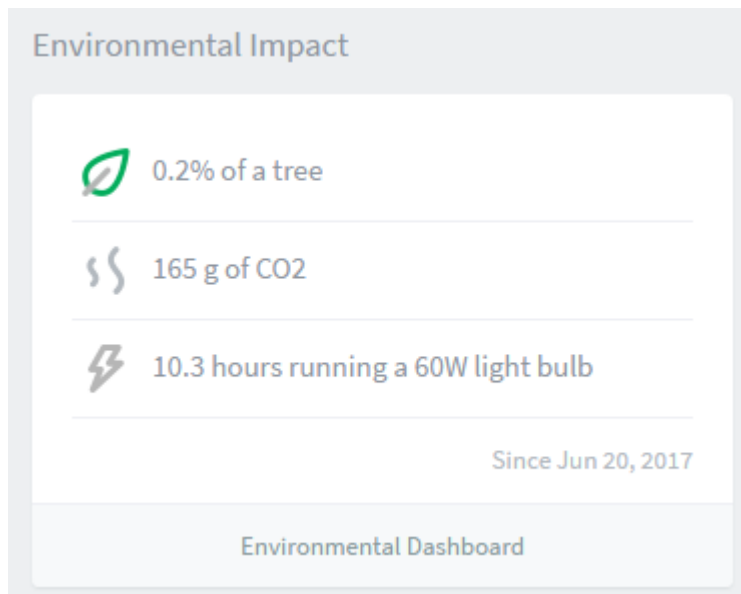 Environmental Impact
0.2% of a tree
165 g of CO2
10.3 hours running a 60W light bulb
Since Jun 20, 2017
Environmental Dashboard